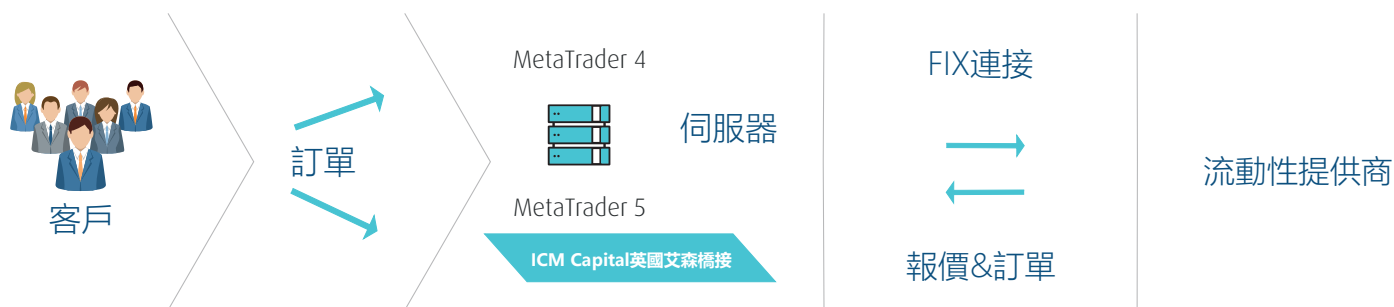 客戶
訂單
MetaTrader 4
伺服器
MetaTrader 5
ICM Capital英國艾森橋接
FIX連接
報價&訂單
流動性提供商